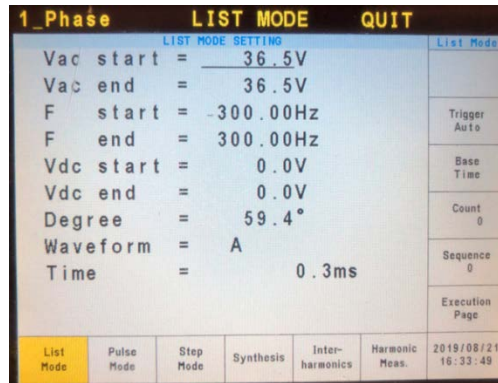 1_Phase LIST MODE QUIT
LIST MODE SETTING
Vac start = 36.5V
Vac end = 36.5V
F start = 300.00Hz
F end = 300.00Hz
Vdc start = 0.0V
Vdc end = 0.0V
Degree = 59.4°
Waveform = A
Time = 0.3ms
List Mode
Trigger
Auto
Base
Time
Count
0
Sequence
0
Execution
Page
List
Mode
Pulse
Mode
Step
Mode
Synthesis
Inter-
harmonics
Harmonic
Meas.
2019/08/21
16:33:49